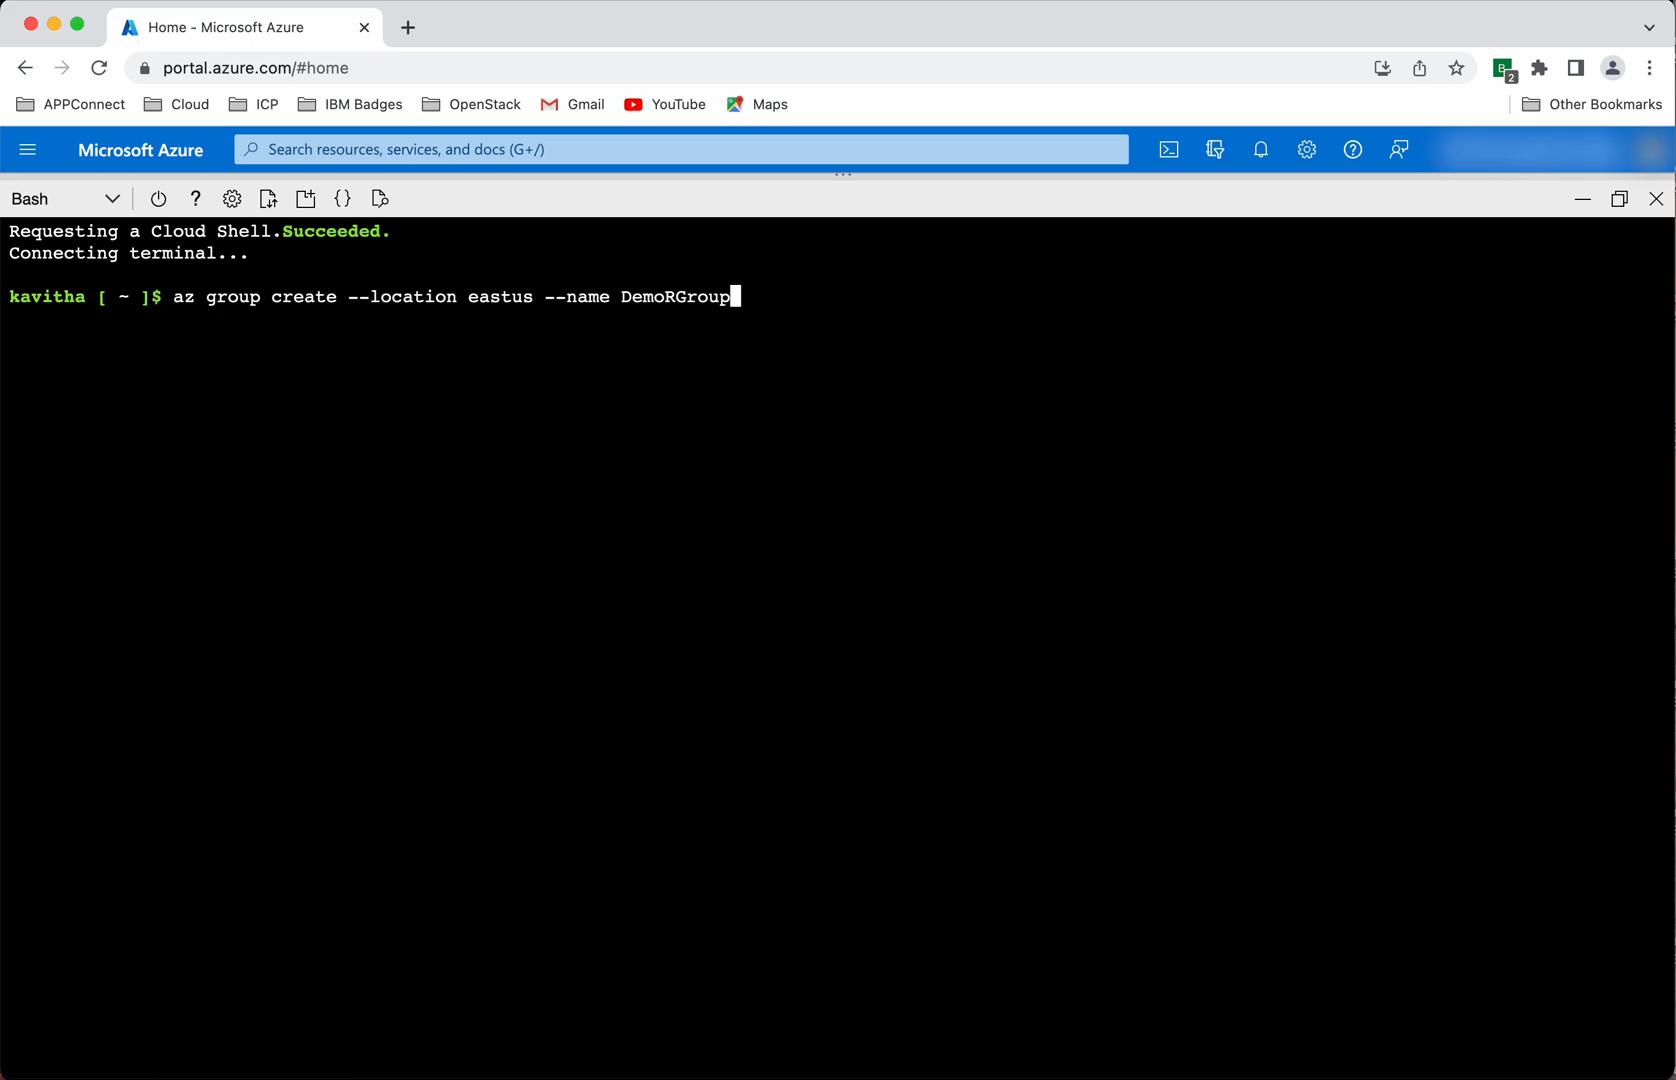 Home - Microsoft Azure
portal.azure.com/#home
B 2
APPConnect Cloud ICP IBM Badges OpenStack Gmail YouTube Maps Other Bookmarks
Microsoft Azure Search resources, services, and docs (G+/)
Bash
Requesting a Cloud Shell.Succeeded.
Connecting terminal...
kavitha [ ~ ]$ az group create --location eastus --name DemoRGroup